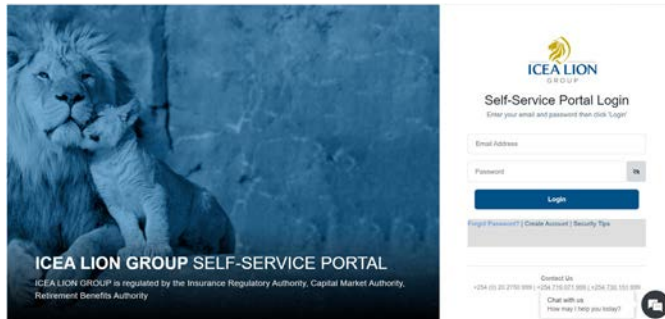 ICEA LION GROUP SELF-SERVICE PORTAL
ICEA LION GROUP is regulated by the Insurance Regulatory Authority, Capital Market Authority,
Retirement Benefits Authority
ICEA LION
GROUP
Self-Service Portal Login
Enter your email and password then click 'Login'
Email Address
Password
Login
Forgot Password? | Create Account | Security Tips
Contact Us
Chat with us
How may I help you today?